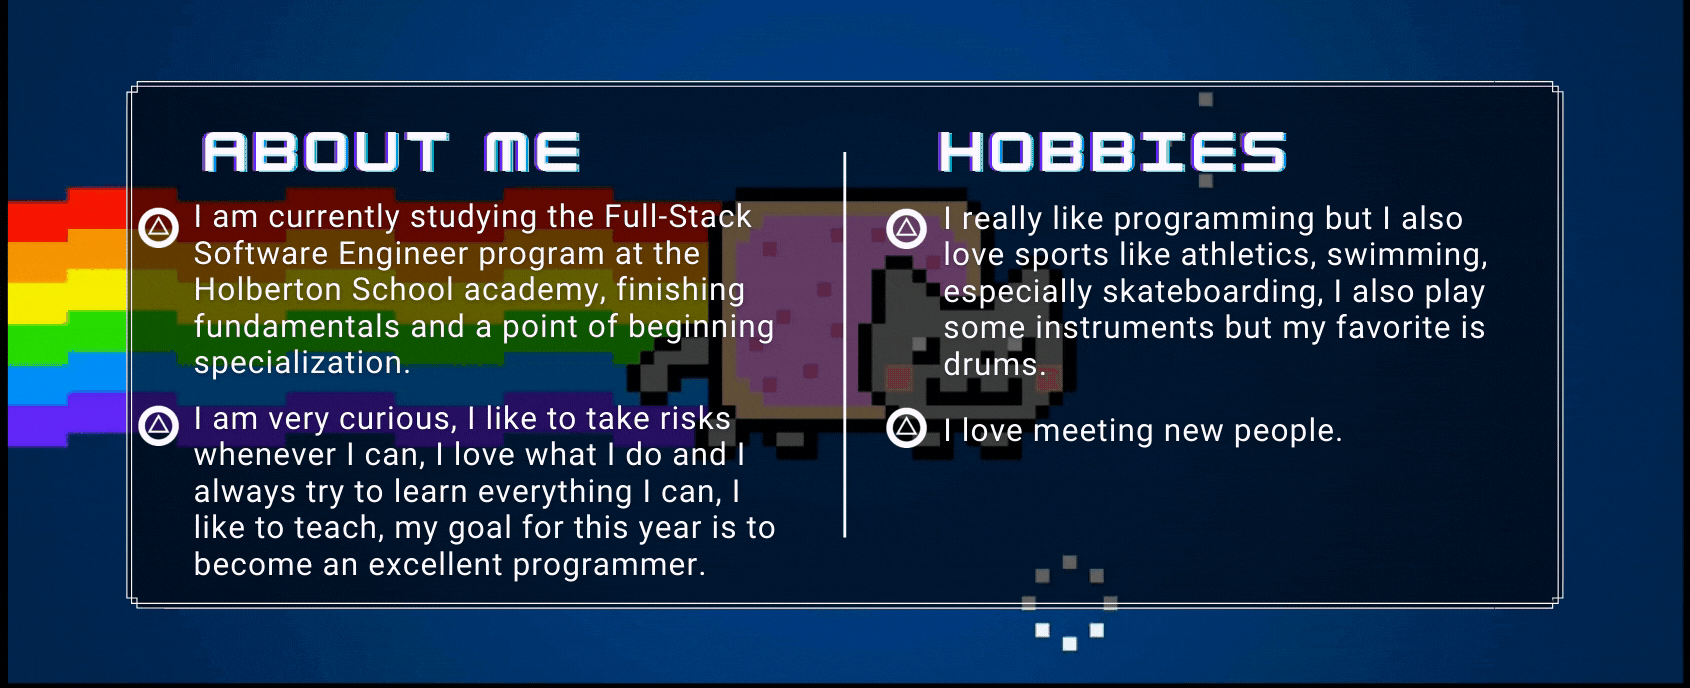 ABOUT ME
I am currently studying the Full-Stack
Software Engineer program at the
Holberton School academy, finishing
fundamentals and a point of beginning
specialization.
I am very curious, I like to take risks
whenever I can, I love what I do and I
always try to learn everything I can, I
like to teach, my goal for this year is to
become an excellent programmer.
HOBBIES
I really like programming but I also
love sports like athletics, swimming,
especially skateboarding, I also play
some instruments but my favorite is
drums.
I love meeting new people.